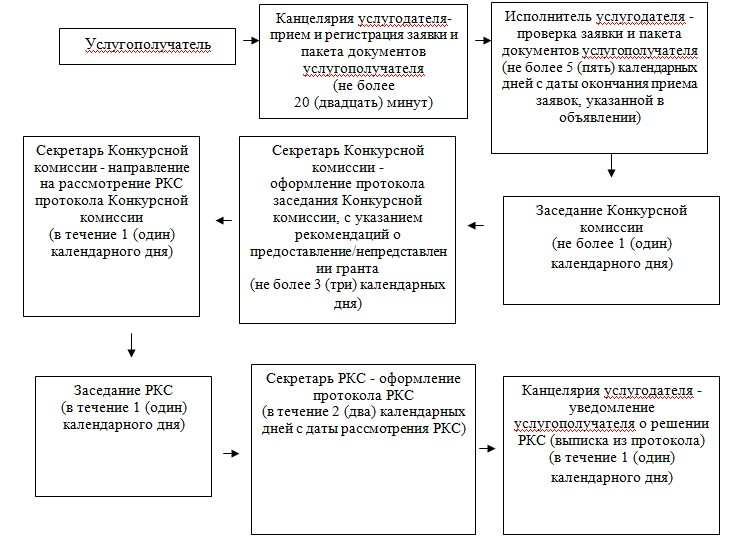 Услугополучатель
Канцелярия услугодателя-
прием и регистрация заявки и
пакета документов
услугополучателя
(не более
20 (двадцать) минут)
Исполнитель услугодателя -
проверка заявки и пакета
документов услугополучателя
(не более 5 (пять) календарных
дней с даты окончания приема
заявок, указанной в
объявлении)
Заседание Конкурсной
комиссии
(не более 1 (один)
календарного дня)
Секретарь Конкурсной
комиссии -
оформление протокола
заседания Конкурсной
комиссии, с указанием
рекомендаций о
предоставление/непредставлен
ии гранта
(не более 3 (три) календарных
дня)
Секретарь Конкурсной
комиссии - направление
на рассмотрение РКС
протокола Конкурсной
комиссии
(в течение 1 (один)
календарного дня)
Заседание РКС
(в течение 1 (один)
календарного дня)
Секретарь РКС - оформление
протокола РКС
(в течение 2 (два) календарных
дней с даты рассмотрения РКС)
Канцелярия услугодателя -
уведомление
услугополучателя о решении
РКС (выписка из протокола)
(в течение 1 (один)
календарного дня)